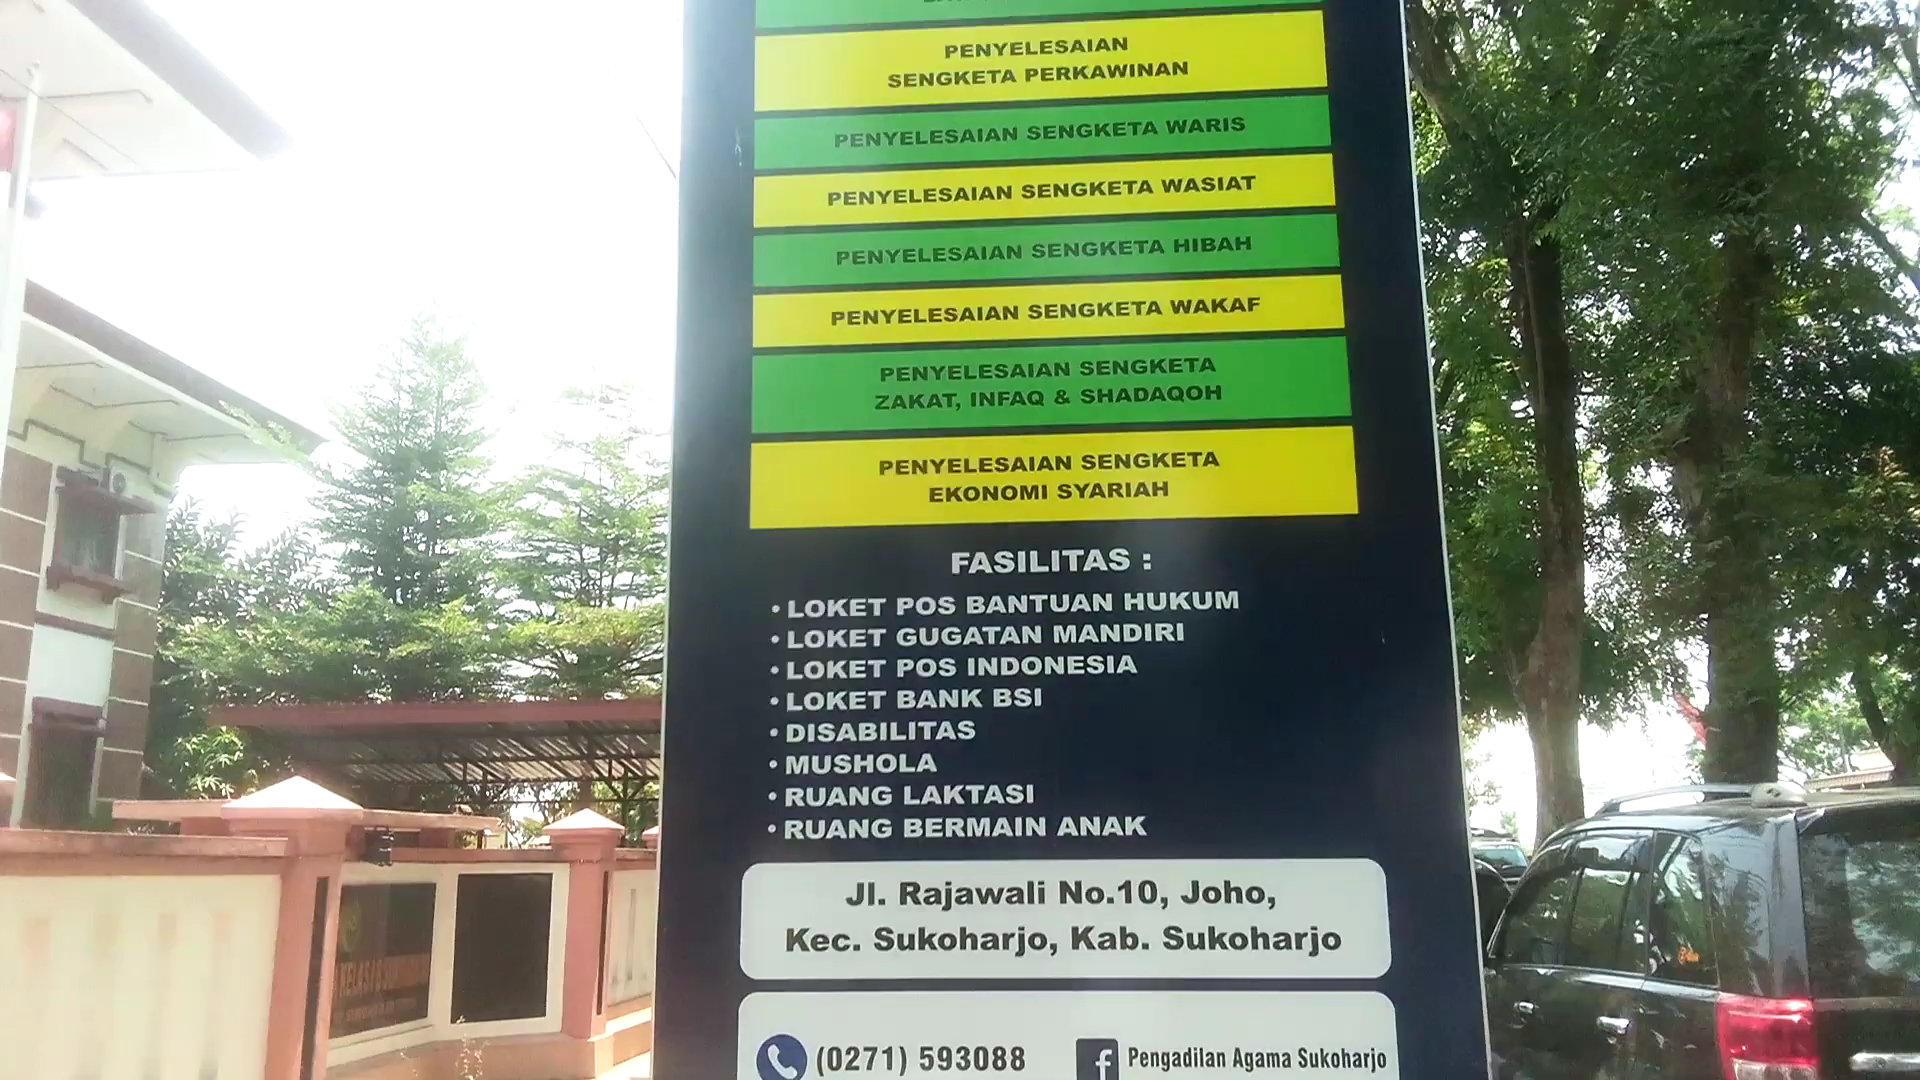 PENYELESAIAN
SENGKETA PERKAWINAN
PENYELESAIAN SENGKETA WARIS
PENYELESAIAN SENGKETA WASIAT
PENYELESAIAN SENGKETA HIBAH
PENYELESAIAN SENGKETA WAKAF
PENYELESAIAN SENGKETA
ZAKAT, INFAQ & SHADAQOH
PENYELESAIAN SENGKETA
EKONOMI SYARIAH
FASILITAS :
• LOKET POS BANTUAN HUKUM
• LOKET GUGATAN MANDIRI
• LOKET POS INDONESIA
• LOKET BANK BSI
• DISABILITAS
• MUSHOLA
• RUANG LAKTASI
• RUANG BERMAIN ANAK
Jl. Rajawali No.10, Joho,
Kec. Sukoharjo, Kab. Sukoharjo
(0271) 593088
f Pengadilan Agama Sukoharjo